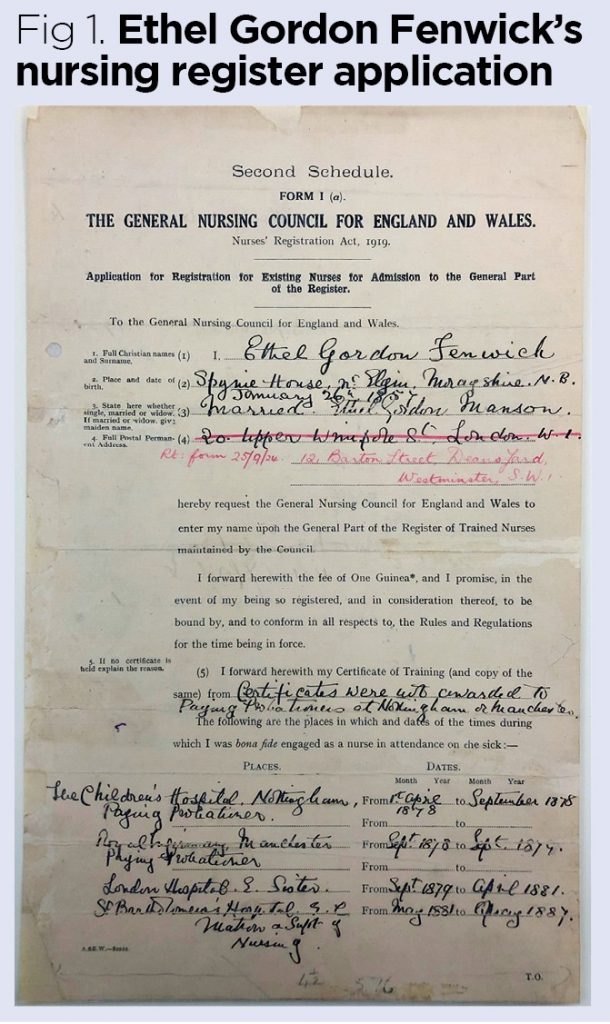 Fig 1. Ethel Gordon Fenwick's
nursing register application
Second Schedule.
FORM I (a).
THE GENERAL NURSING COUNCIL FOR ENGLAND AND WALES.
Nurses' Registration Act, 1919.
Application for Registration for Existing Nurses for Admission to the General Part
of the Register.
To the General Nursing Council for England and Wales.
1. Full Christian names and Surname. (1) I, Ethel Gordon Fenwick
2. Place and date of birth. (2) Spynie House, nr Elgin, Morayshire. N.B.
January 26th 1857
3. State here whether single, married or widow. If married or widow, give maiden name. (3) Married. Ethel Gordon Manson.
4. Full Postal Permanent Address. (4) 20 Upper Wimpole St. London. W.1.
Rt: form 25/9/24. 12, Barton Street, Deans Yard,
Westminster, S.W.1
hereby request the General Nursing Council for England and Wales to
enter my name upon the General Part of the Register of Trained Nurses
maintained by the Council.
I forward herewith the fee of One Guinea*, and I promise, in the
event of my being so registered, and in consideration thereof, to be
bound by, and to conform in all respects to, the Rules and Regulations
for the time being in force.
5. If no certificate is held explain the reason.
(5) I forward herewith my Certificate of Training (and copy of the
same) from Certificates were not awarded to
Paying Probationers at Nottingham or Manchester.
The following are the places in which and dates of the times during
which I was bona fide engaged as a nurse in attendance on the sick:—
PLACES. DATES.
Month Year Month Year
The Children's Hospital, Nottingham, From 1st April 1878 to September 1878
Paying Probationer. From to
Royal Infirmary, Manchester From Sept. 1878 to Sept. 1879.
Paying Probationer From to
London Hospital. E. Sister. From Sept. 1879 to April 1881.
St Bartholomew's Hospital. E.C. From May 1881 to 1887.
Matron & Supt of
Nursing.
T.O.